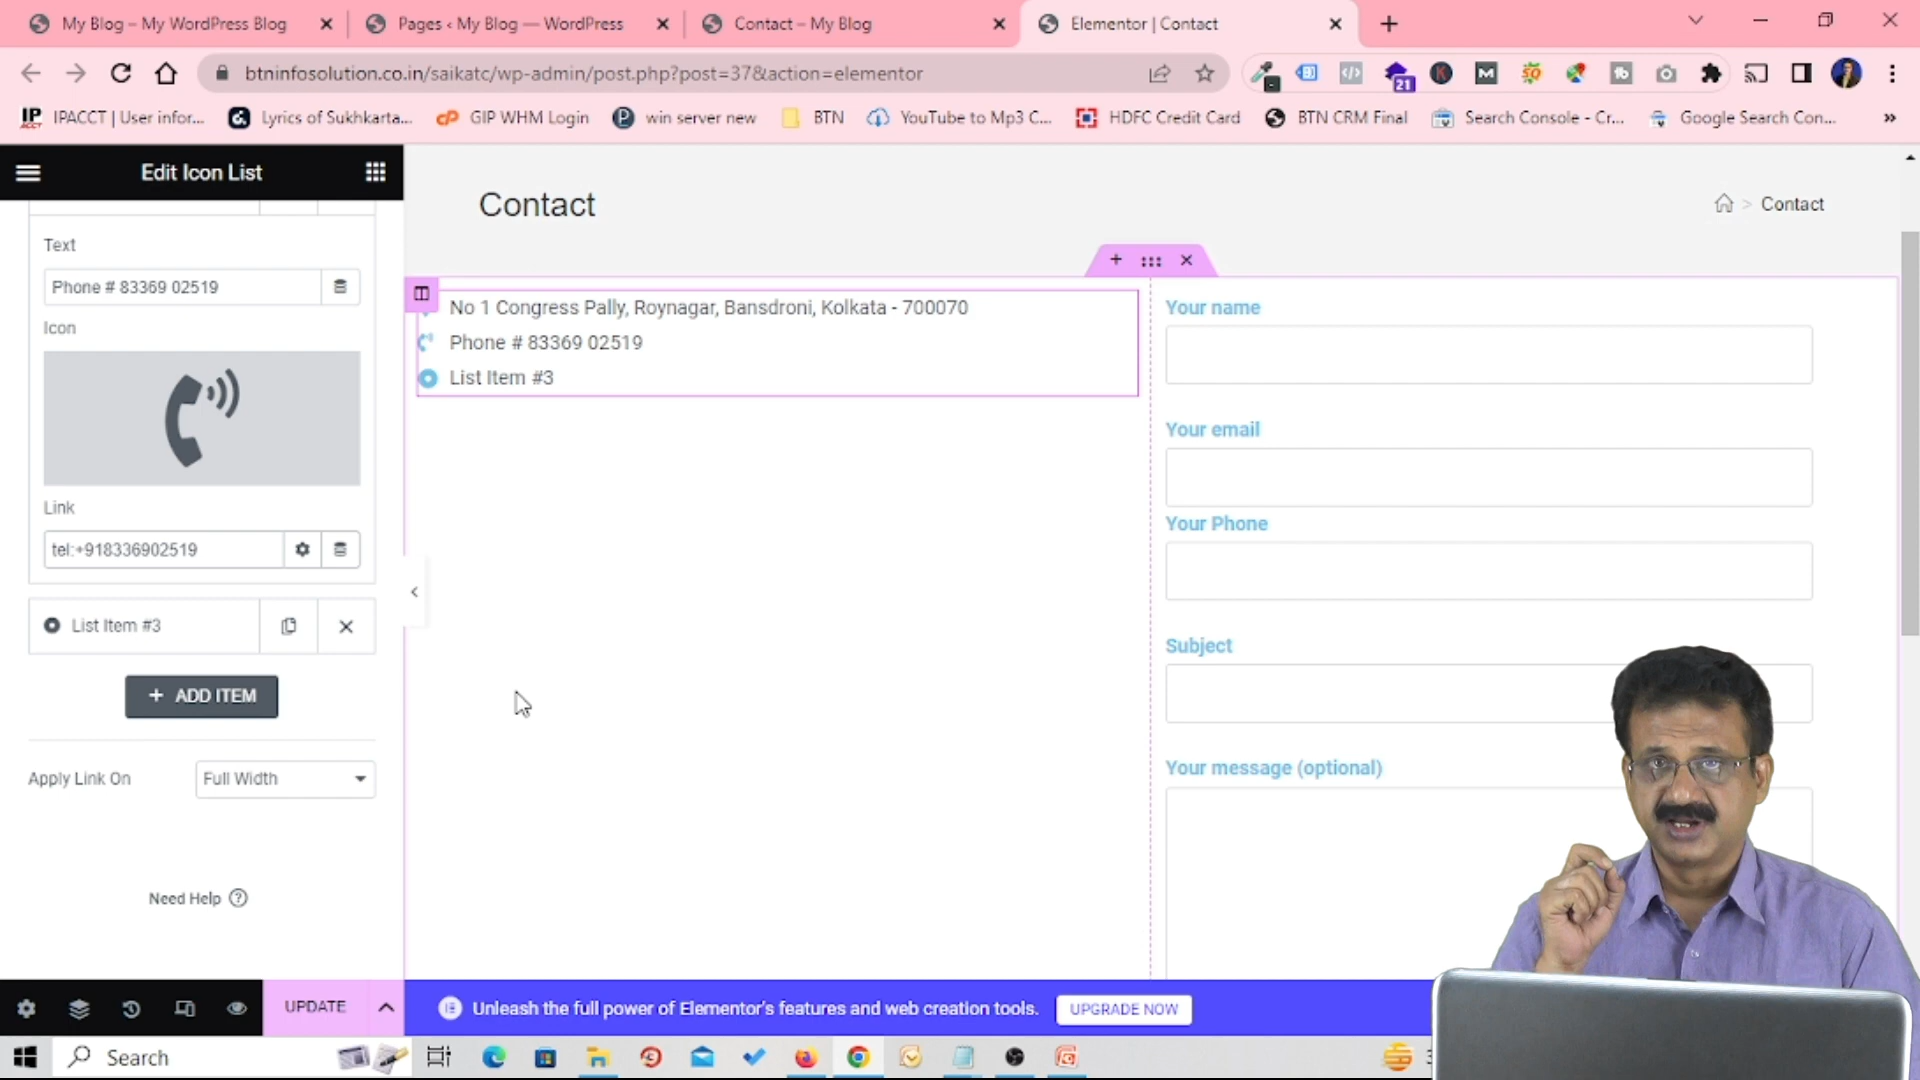 My Blog – My WordPress Blog
Pages ‹ My Blog — WordPress
Contact – My Blog
Elementor | Contact
btninfosolution.co.in/saikatc/wp-admin/post.php?post=37&action=elementor
21
IPACCT | User infor...
Lyrics of Sukhkarta...
GIP WHM Login
win server new
BTN
YouTube to Mp3 C...
HDFC Credit Card
BTN CRM Final
Search Console - Cr...
Google Search Con...
Edit Icon List
Contact
> Contact
Text
Phone # 83369 02519
Icon
Link
tel:+918336902519
List Item #3
+ ADD ITEM
Apply Link On
Full Width
Need Help
UPDATE
No 1 Congress Pally, Roynagar, Bansdroni, Kolkata - 700070
Phone # 83369 02519
List Item #3
Your name
Your email
Your Phone
Subject
Your message (optional)
Unleash the full power of Elementor's features and web creation tools.
UPGRADE NOW
Search